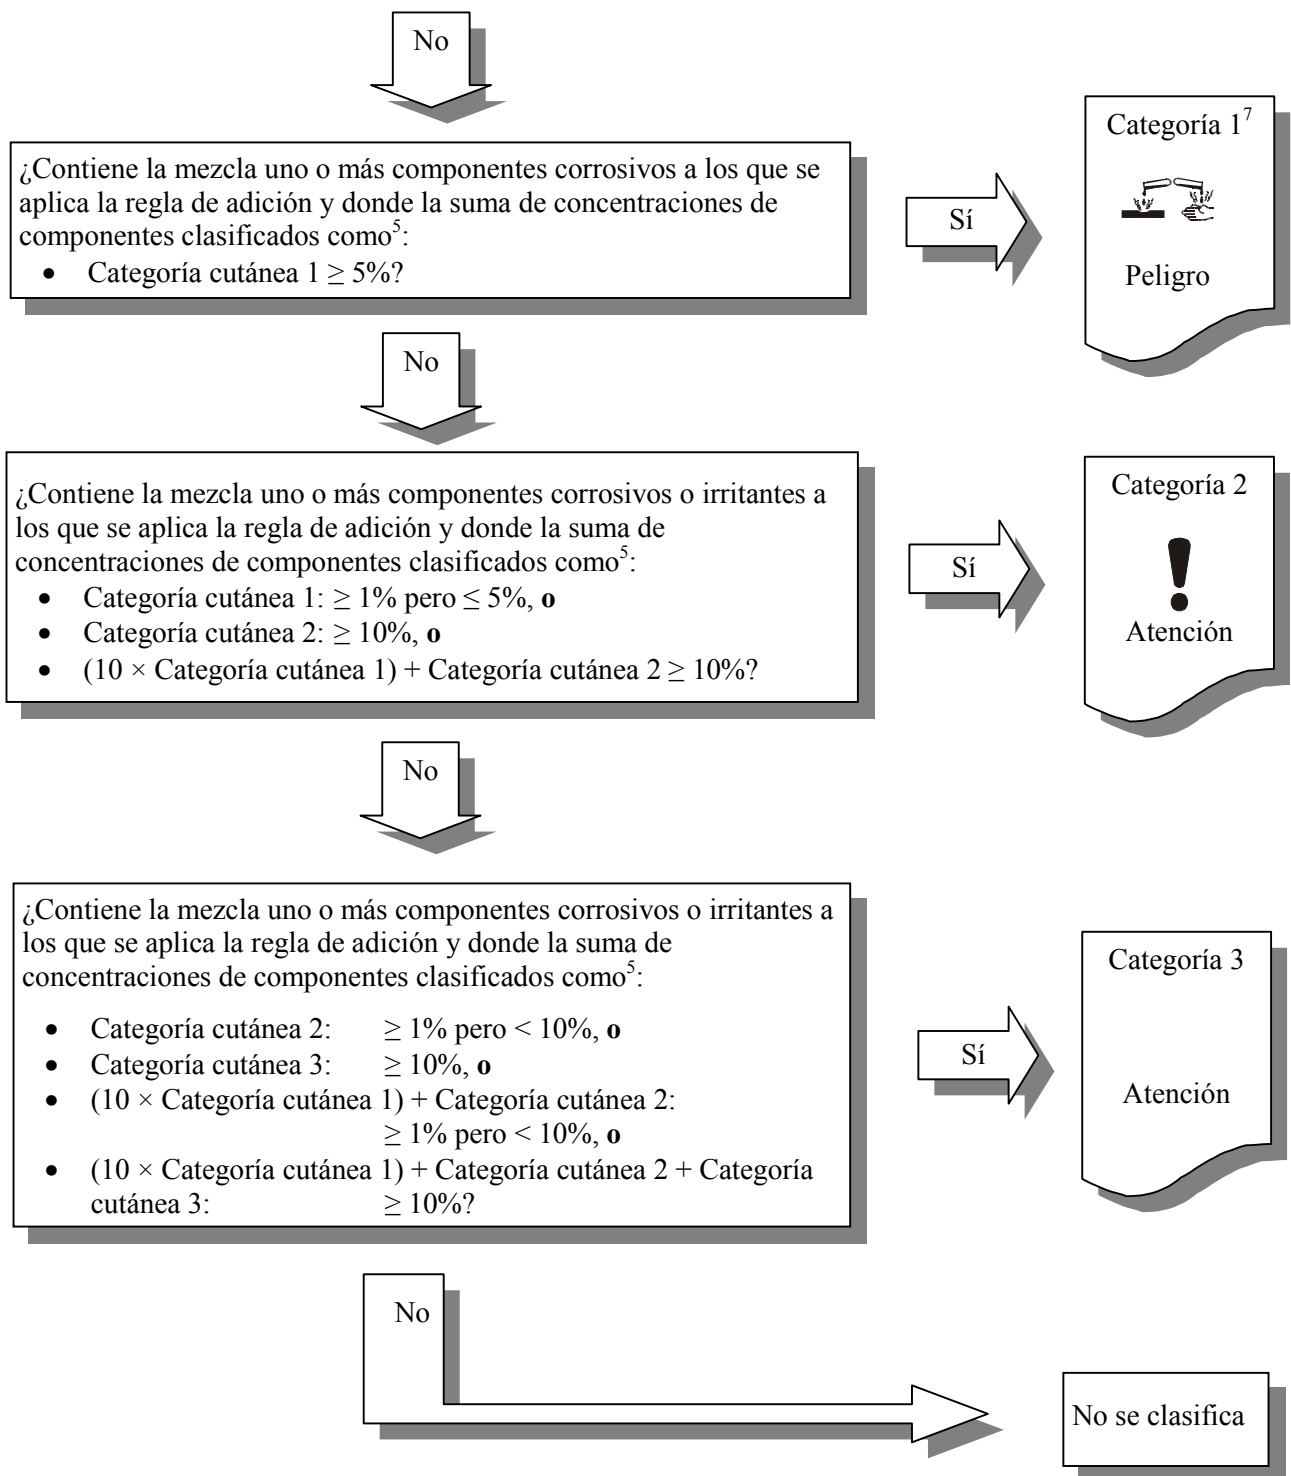 No
¿Contiene la mezcla uno o más componentes corrosivos a los que se
aplica la regla de adición y donde la suma de concentraciones de
componentes clasificados como⁵:
• Categoría cutánea 1 ≥ 5%?
Sí
Categoría 1⁷
Peligro
No
¿Contiene la mezcla uno o más componentes corrosivos o irritantes a
los que se aplica la regla de adición y donde la suma de
concentraciones de componentes clasificados como⁵:
• Categoría cutánea 1: ≥ 1% pero ≤ 5%, o
• Categoría cutánea 2: ≥ 10%, o
• (10 × Categoría cutánea 1) + Categoría cutánea 2 ≥ 10%?
Sí
Categoría 2
Atención
No
¿Contiene la mezcla uno o más componentes corrosivos o irritantes a
los que se aplica la regla de adición y donde la suma de
concentraciones de componentes clasificados como⁵:
• Categoría cutánea 2: ≥ 1% pero < 10%, o
• Categoría cutánea 3: ≥ 10%, o
• (10 × Categoría cutánea 1) + Categoría cutánea 2:
≥ 1% pero < 10%, o
• (10 × Categoría cutánea 1) + Categoría cutánea 2 + Categoría
cutánea 3: ≥ 10%?
Sí
Categoría 3
Atención
No
No se clasifica